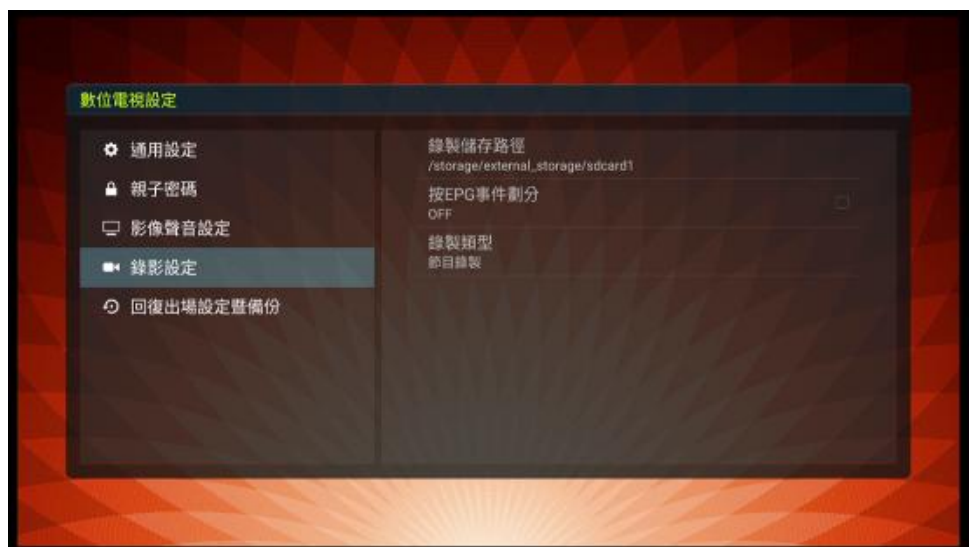 數位電視設定
通用設定
親子密碼
影像聲音設定
錄影設定
回復出場設定暨備份
錄製儲存路徑
/storage/external_storage/sdcard1
按EPG事件劃分
OFF
錄製類型
節目錄製